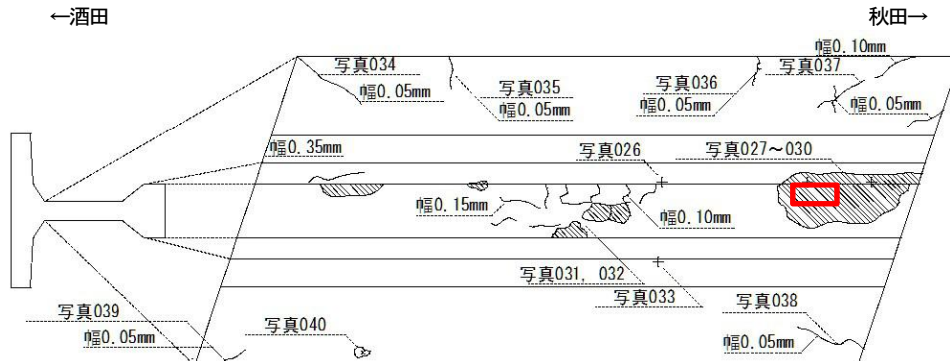 ←酒田
秋田→
幅0.10mm
写真034
写真037
写真035
写真036
幅0.05mm
幅0.05mm
幅0.05mm
幅0.05mm
幅0.35mm
写真026
写真027～030
幅0.15mm
幅0.10mm
写真031, 032
写真033
写真038
写真039
写真040
幅0.05mm
幅0.05mm